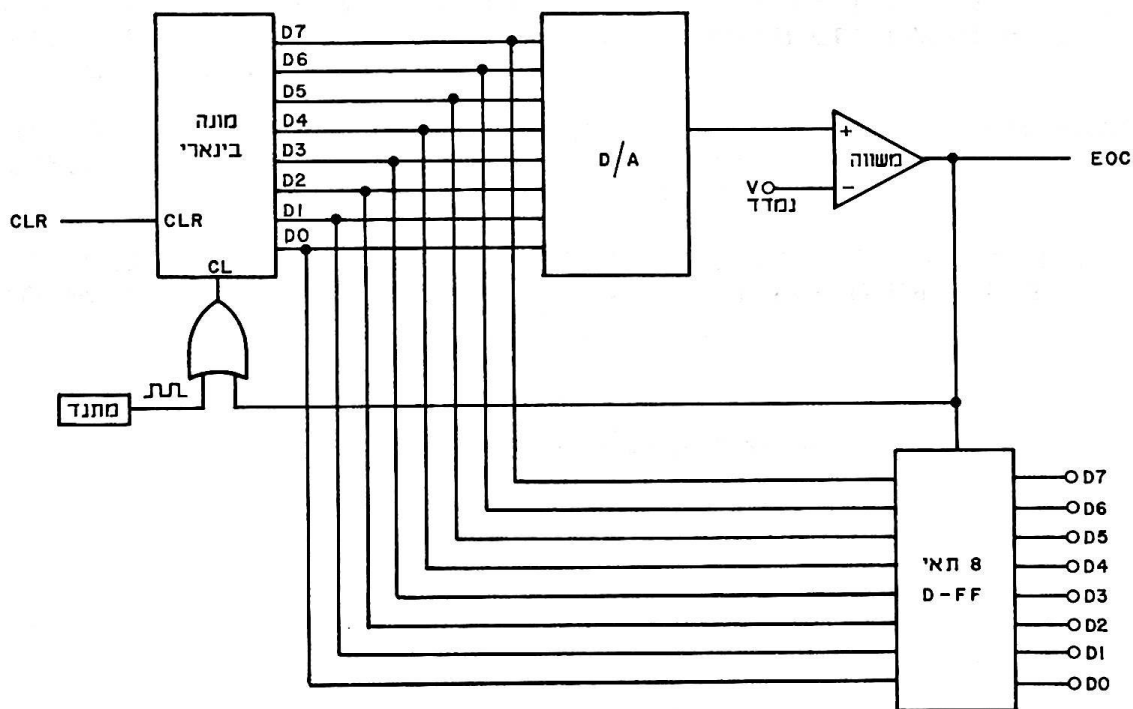 D7
D6
D5
D4
D3
D2
D1
D0
מונה
בינארי
CLR
CLR
CL
D/A
+
משווה
–
V
נמדד
EOC
מתנד
8 תאי
D-FF
D7
D6
D5
D4
D3
D2
D1
D0